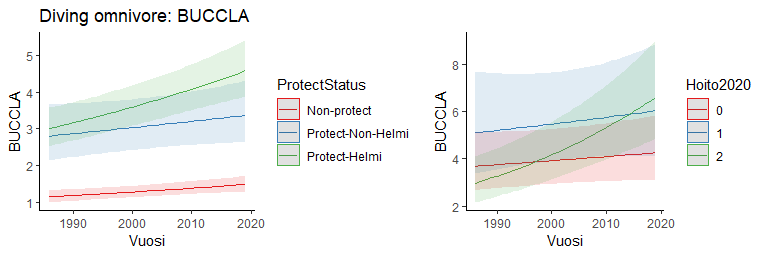 Diving omnivore: BUCCLA
BUCCLA
5
4
3
2
1
1990 2000 2010 2020
Vuosi
ProtectStatus
Non-protect
Protect-Non-Helmi
Protect-Helmi
BUCCLA
8
6
4
2
1990 2000 2010 2020
Vuosi
Hoito2020
0
1
2